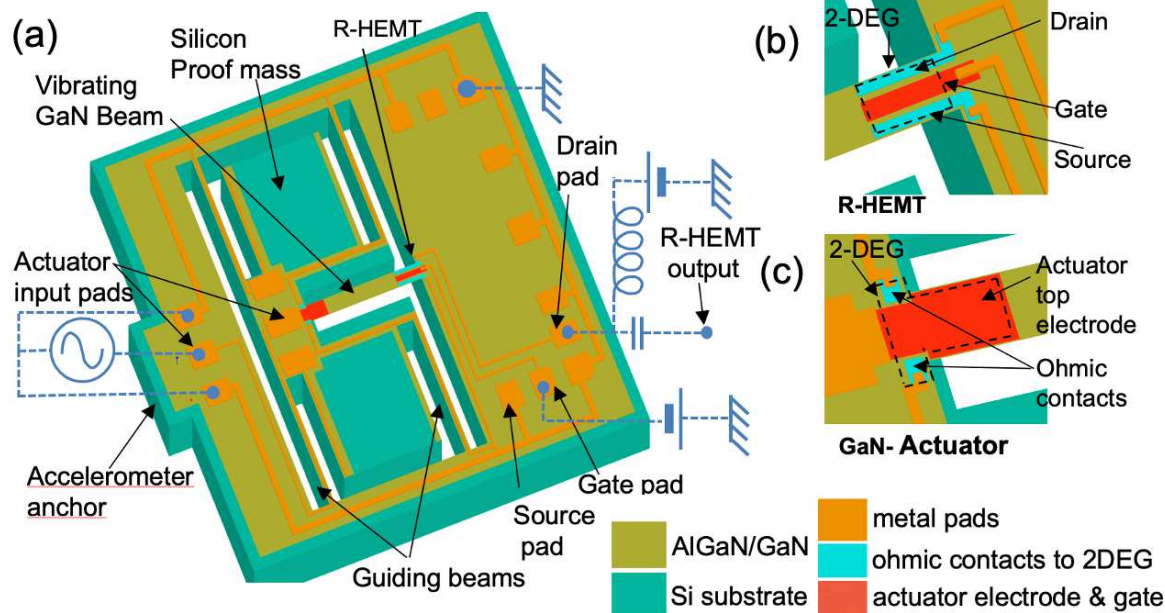 (a)
Silicon
Proof mass
R-HEMT
Vibrating
GaN Beam
Drain
pad
R-HEMT
output
Actuator
input pads
Accelerometer
anchor
Guiding beams
Source
pad
Gate pad
(b)
2-DEG
Drain
Gate
Source
R-HEMT
(c)
2-DEG
Actuator
top
electrode
Ohmic
contacts
GaN- Actuator
AlGaN/GaN
Si substrate
metal pads
ohmic contacts to 2DEG
actuator electrode & gate